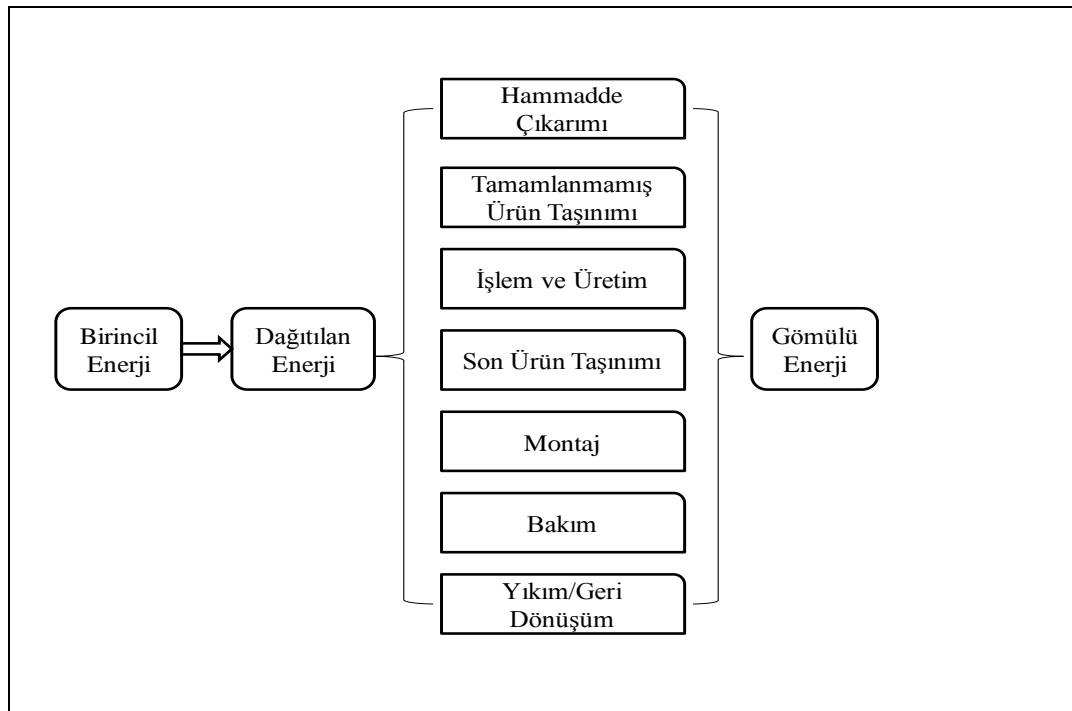 Birincil
Enerji
Dağıtılan
Enerji
Hammadde
Çıkarımı
Tamamlanmamış
Ürün Taşınımı
İşlem ve Üretim
Son Ürün Taşınımı
Montaj
Bakım
Yıkım/Geri
Dönüşüm
Gömülü
Enerji